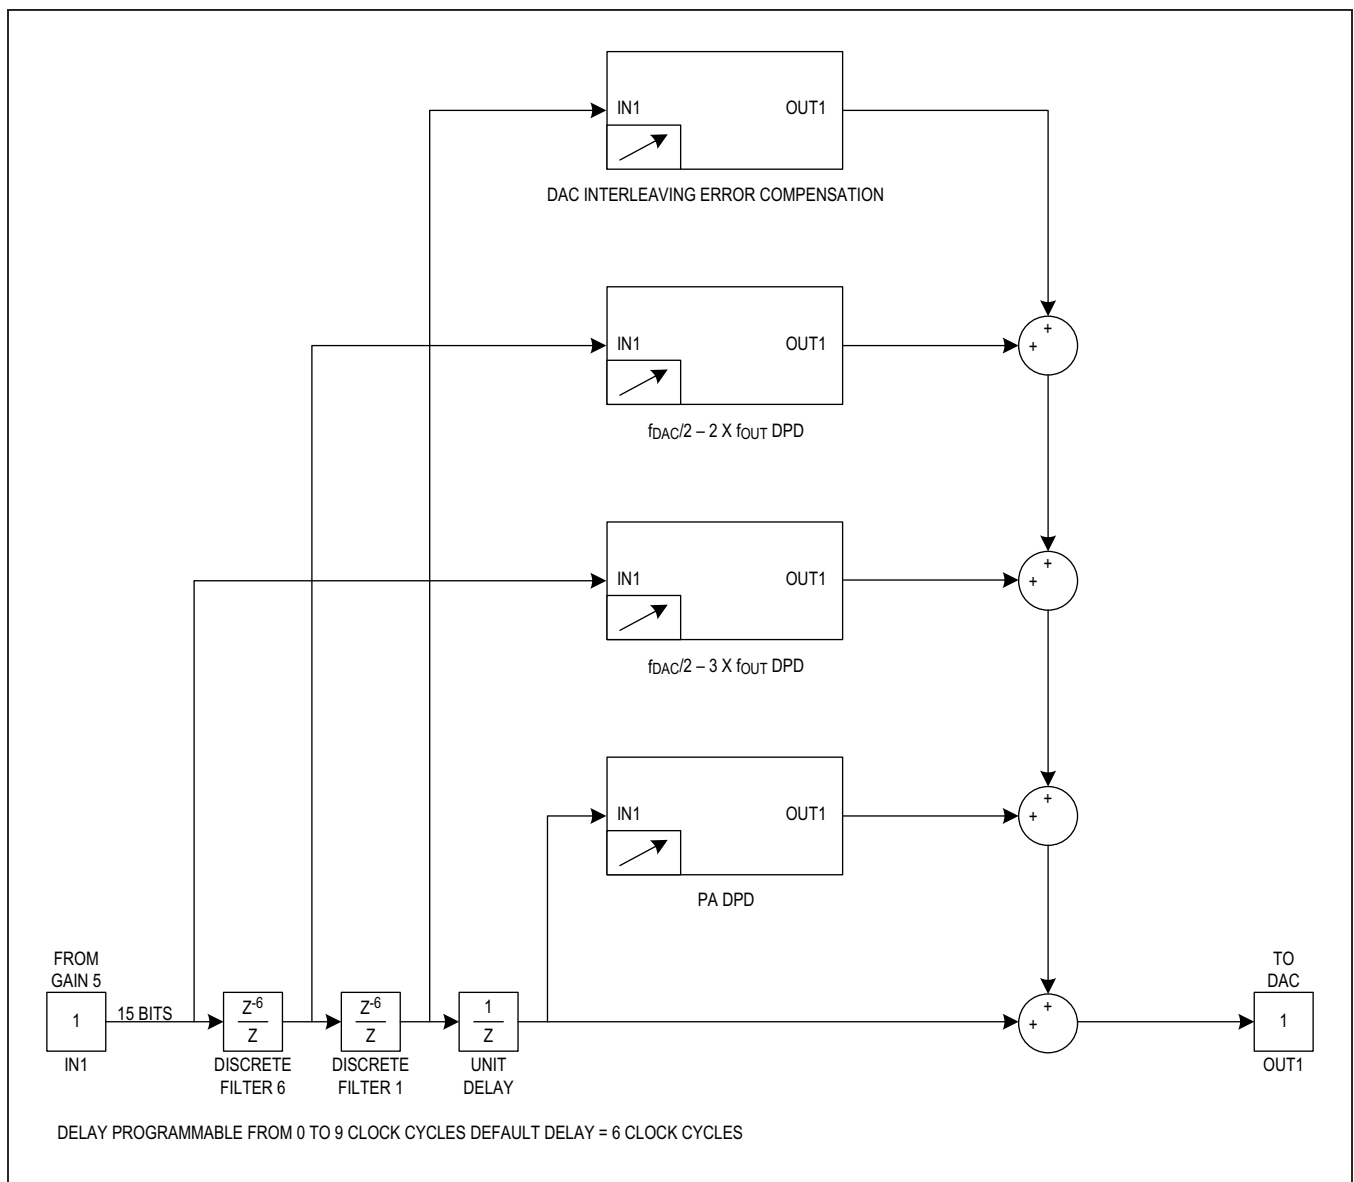 IN1 OUT1
DAC INTERLEAVING ERROR COMPENSATION
+
+
IN1 OUT1
fDAC/2 – 2 X fOUT DPD
+
+
IN1 OUT1
fDAC/2 – 3 X fOUT DPD
+
+
IN1 OUT1
PA DPD
FROM
GAIN 5
1
IN1
15 BITS
Z-6
Z
DISCRETE
FILTER 6
Z-6
Z
DISCRETE
FILTER 1
1
Z
UNIT
DELAY
+
+
TO
DAC
1
OUT1
DELAY PROGRAMMABLE FROM 0 TO 9 CLOCK CYCLES DEFAULT DELAY = 6 CLOCK CYCLES